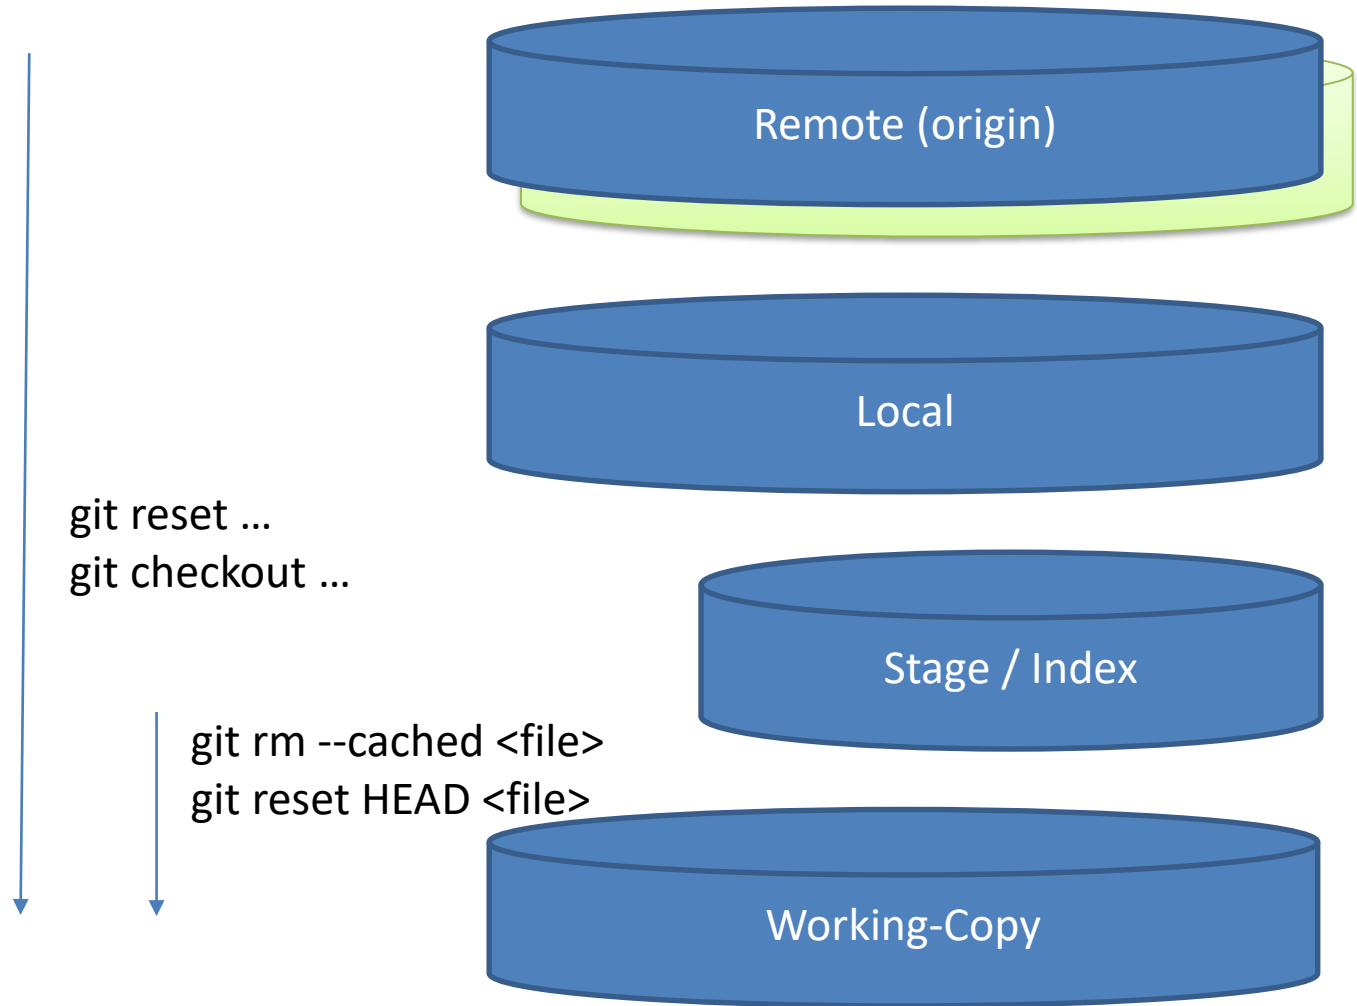 Remote (origin)
Local
git reset …
git checkout …
Stage / Index
git rm --cached <file>
git reset HEAD <file>
Working-Copy